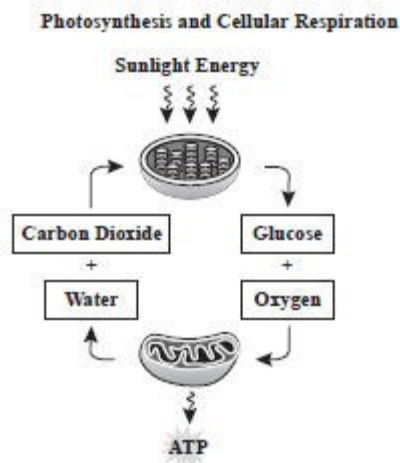 Photosynthesis and Cellular Respiration
Sunlight Energy
Carbon Dioxide
+
Water
Glucose
+
Oxygen
ATP